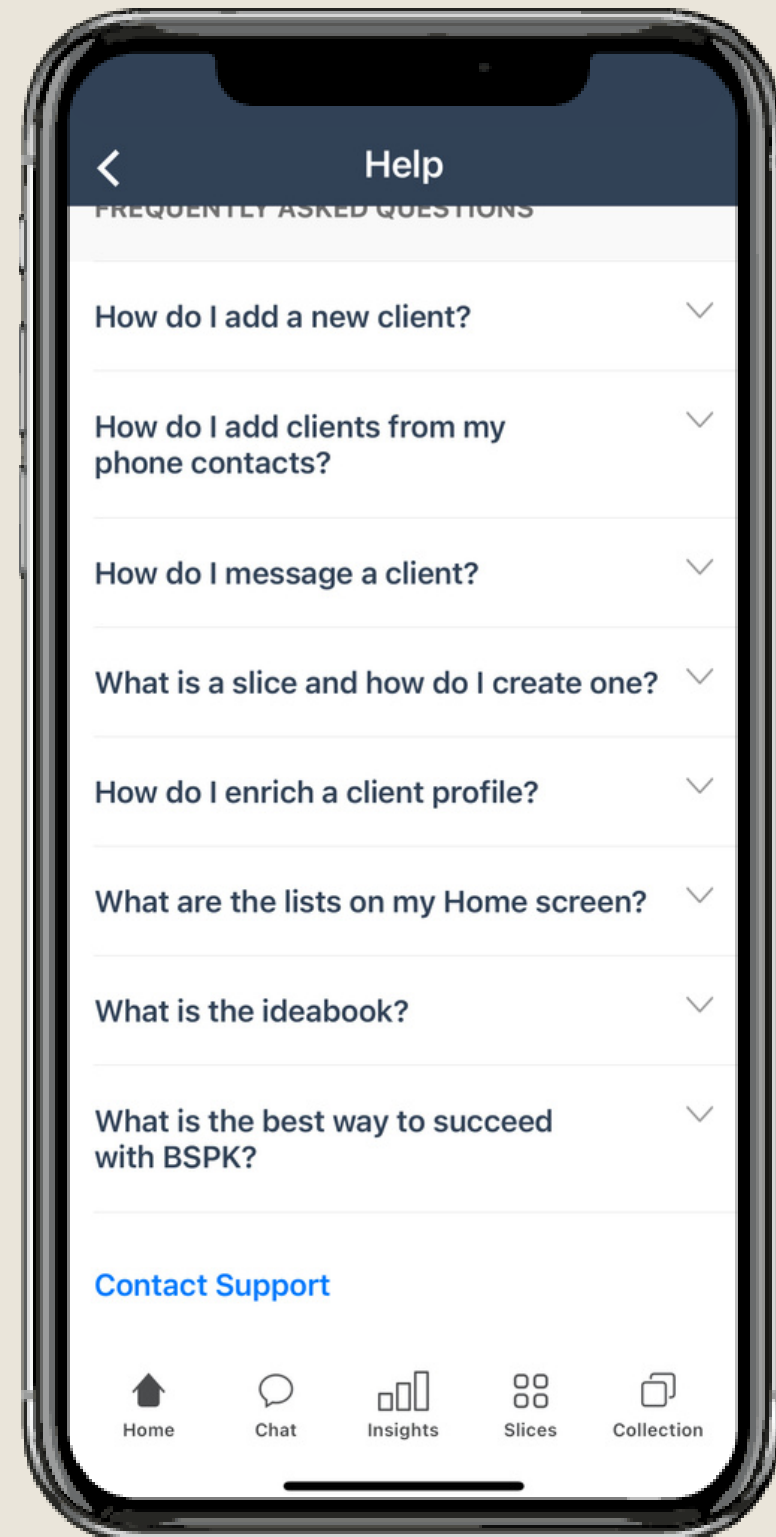 Help
FREQUENTLY ASKED QUESTIONS
How do I add a new client?
How do I add clients from my
phone contacts?
How do I message a client?
What is a slice and how do I create one?
How do I enrich a client profile?
What are the lists on my Home screen?
What is the ideabook?
What is the best way to succeed
with BSPK?
Contact Support
Home Chat Insights Slices Collection